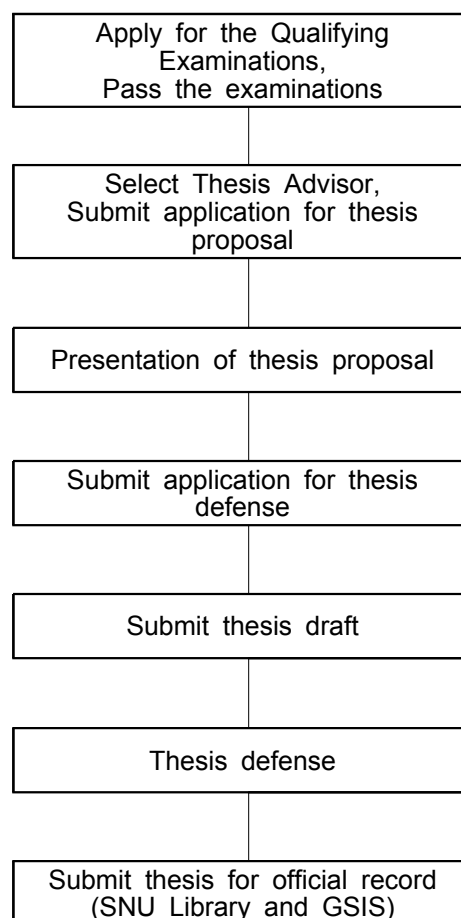 Apply for the Qualifying
Examinations,
Pass the examinations
Select Thesis Advisor,
Submit application for thesis
proposal
Presentation of thesis proposal
Submit application for thesis
defense
Submit thesis draft
Thesis defense
Submit thesis for official record
(SNU Library and GSIS)